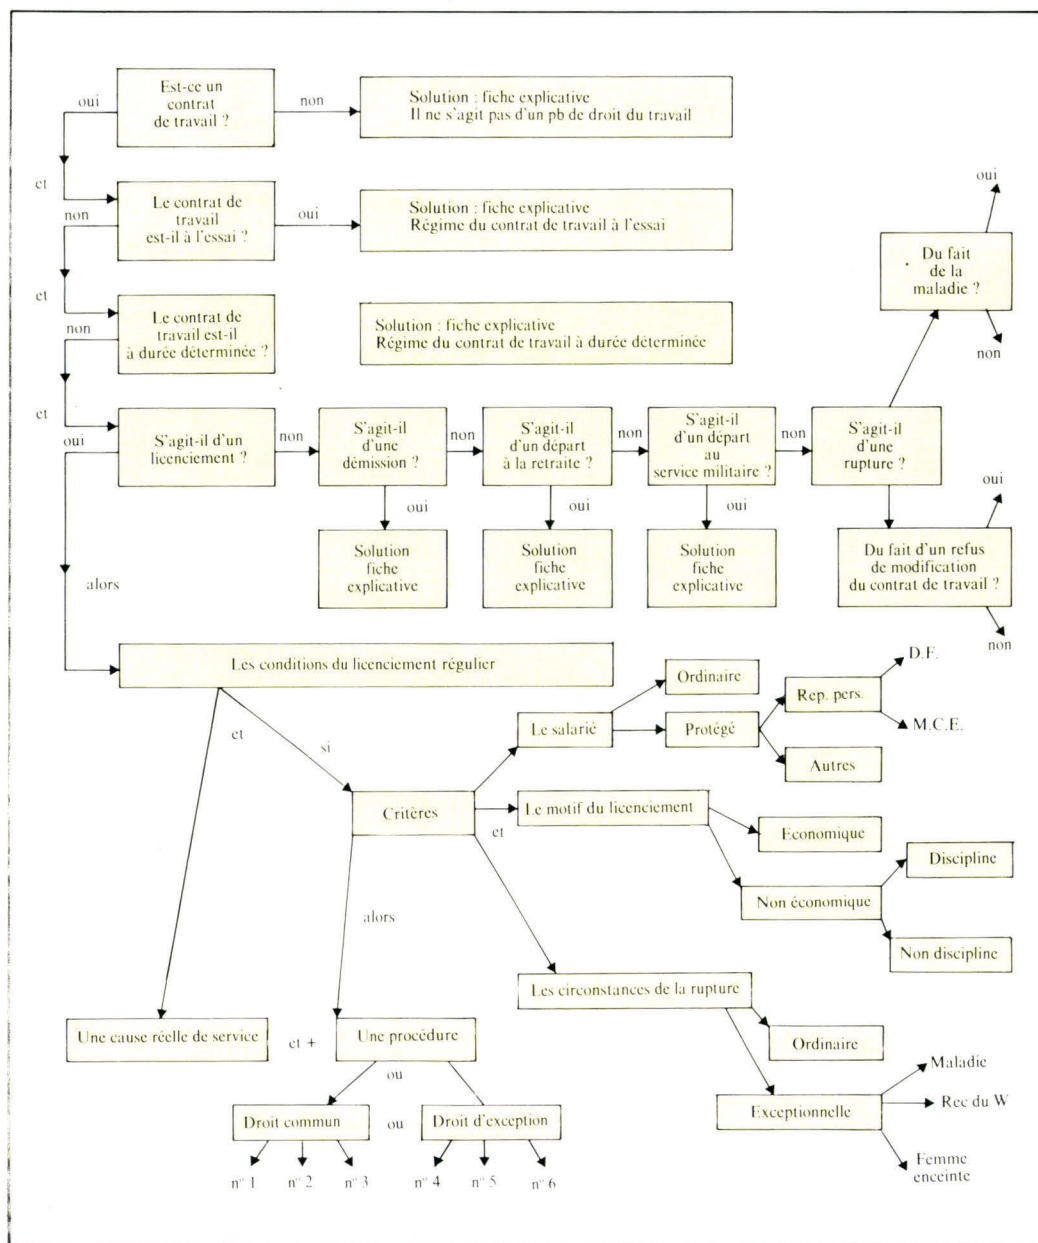 Est-ce un
contrat
de travail ?
oui
non
Solution : fiche explicative
Il ne s'agit pas d'un pb de droit du travail
et
Le contrat de
travail
est-il à l'essai ?
non
oui
Solution : fiche explicative
Régime du contrat de travail à l'essai
et
Le contrat de
travail est-il
à durée déterminée ?
non
Solution : fiche explicative
Régime du contrat de travail à durée déterminée
oui
Du fait
de la
maladie ?
non
et
oui
S'agit-il d'un
licenciement ?
non
S'agit-il
d'une
démission ?
non
S'agit-il
d'un départ
à la retraite ?
non
S'agit-il
d'un départ
au
service militaire ?
non
S'agit-il
d'une
rupture ?
oui
oui
oui
oui
Solution
fiche
explicative
Solution
fiche
explicative
Solution
fiche
explicative
Du fait d'un refus
de modification
du contrat de travail ?
non
alors
Les conditions du licenciement régulier
et
si
Critères
et
Le salarié
Ordinaire
Protégé
Rep. pers.
D.F.
M.C.E.
Autres
Le motif du licenciement
Economique
Non économique
Discipline
Non discipline
alors
Les circonstances de la rupture
Ordinaire
Exceptionnelle
Maladie
Rec du W
Femme
enceinte
Une cause réelle de service
et +
Une procédure
ou
Droit commun
ou
Droit d'exception
n° 1
n° 2
n° 3
n° 4
n° 5
n° 6